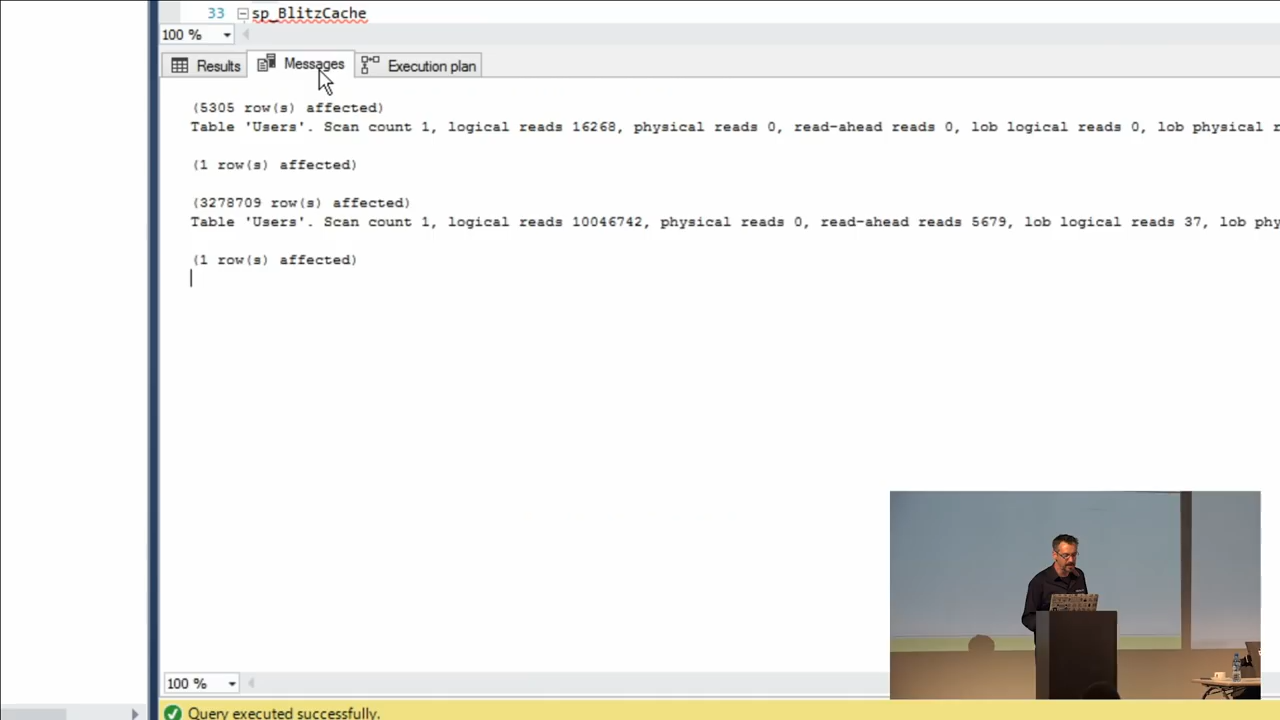 33 sp_BlitzCache
100 %
Results Messages Execution plan
(5305 row(s) affected)
Table 'Users'. Scan count 1, logical reads 16268, physical reads 0, read-ahead reads 0, lob logical reads 0, lob physical r
(1 row(s) affected)
(3278709 row(s) affected)
Table 'Users'. Scan count 1, logical reads 10046742, physical reads 0, read-ahead reads 5679, lob logical reads 37, lob phy
(1 row(s) affected)
100 %
Query executed successfully.